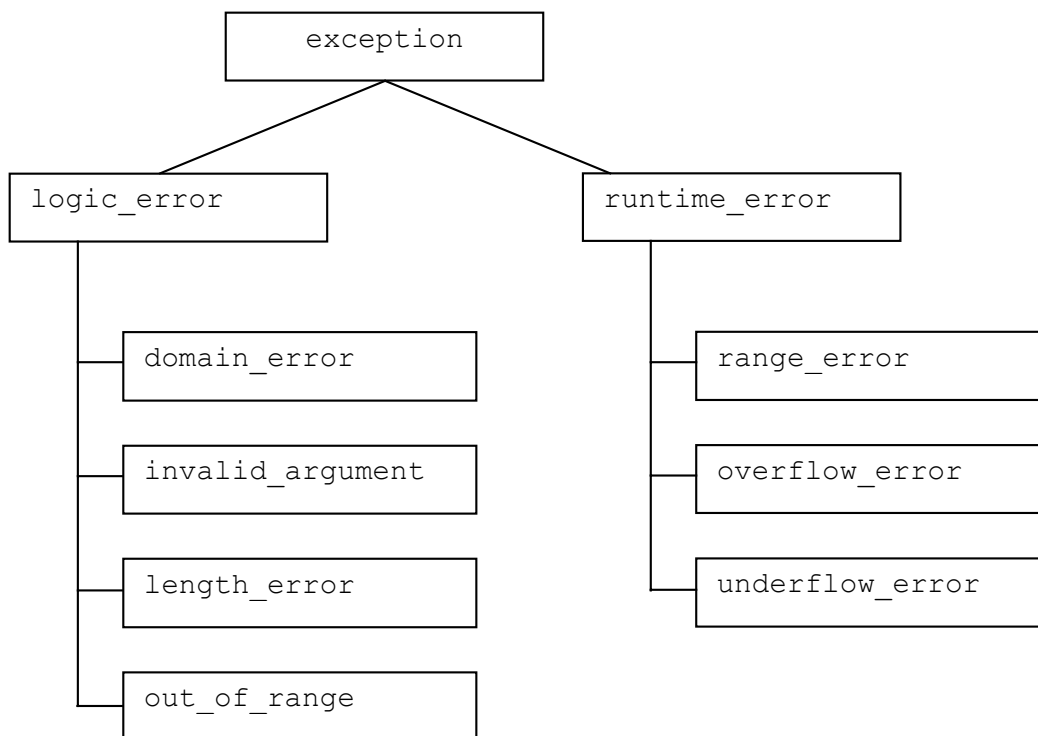 exception
logic_error
runtime_error
domain_error
range_error
invalid_argument
overflow_error
length_error
underflow_error
out_of_range